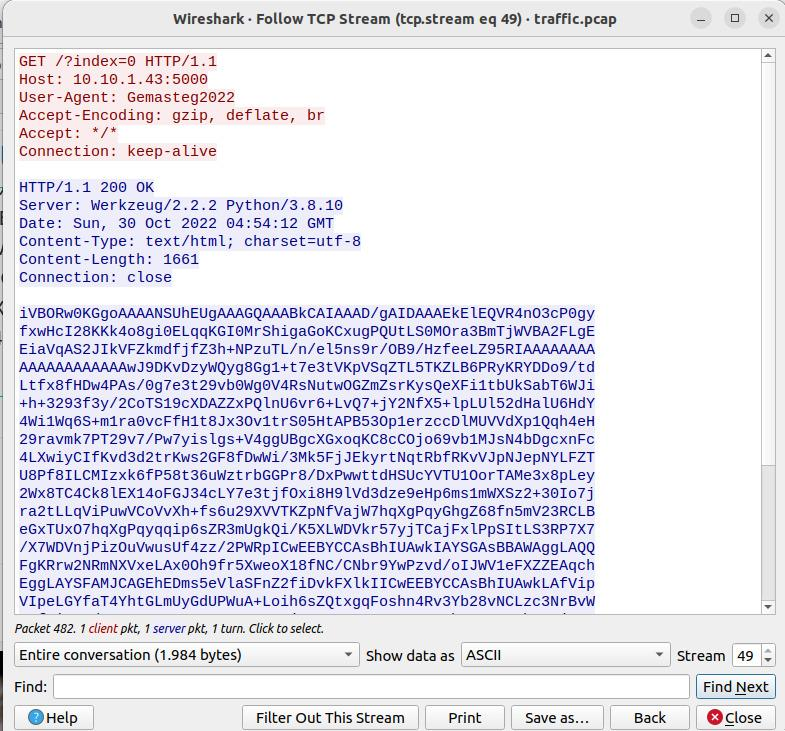 Wireshark · Follow TCP Stream (tcp.stream eq 49) · traffic.pcap
GET /?index=0 HTTP/1.1
Host: 10.10.1.43:5000
User-Agent: Gemasteg2022
Accept-Encoding: gzip, deflate, br
Accept: */*
Connection: keep-alive
HTTP/1.1 200 OK
Server: Werkzeug/2.2.2 Python/3.8.10
Date: Sun, 30 Oct 2022 04:54:12 GMT
Content-Type: text/html; charset=utf-8
Content-Length: 1661
Connection: close
iVBORw0KGgoAAAANSUhEUgAAAGQAAABkCAIAAAD/gAIDAAAEkElEQVR4nO3cP0gy
fxwHcI28KKk4o8gi0ELqqKGI0MrShigaGoKCxugPQUtLS0MOra3BmTjWVBA2FLgE
EiaVqAS2JIkVFZkmdfjfZ3h+NPzuTL/n/el5ns9r/OB9/HzfeeLZ95RIAAAAAAAA
AAAAAAAAAAAAwJ9DKvDzyWQyg8Gg1+t7e3tVKpVSqZTL5TKZLB6PRyKRYDDo9/td
Ltfx8fHDw4PAs/0g7e3t29vb0Wg0V4RsNutwOGZmZsrKysQeXFi1tbUkSabT6WJi
+h+3293f3y/2CoTS19cXDAZZxPQlnU6vr6+LvQ7+jY2NfX5+lpLUl52dHalU6HdY
4Wi1Wq6S+m1ra0vcFfH1t8Jx3Ov1trS05HtAPB53Op1erzccDlMUVVdXp1Qqh4eH
29ravmk7PT29v7/Pw7yislgs+V4ggUBgcXGxoqKC8cCOjo69vb1MJsN4bDgcxnFc
4LXwiyCIfKvd3d2trKws2GF8fDwWi/3Mk5FjJEkyrtNqtRbfRKvVJpNJepNYLFZT
U8Pf8ILCMIzxk6fP58t36uWztrbGGPr8/DxPwwttdHSUcYVTU1OorTAMe3x8pLey
2Wx8TC4Ck8lEX14oFGJ34cLY7e3tjfOxi8H9lVd3dze9eHp6ms1mWXSz2+30Io7j
ra2tLLqViPuwVCoVvXh+fs6u29XVVTKZpNfVajW7hqXgPqyGhgZ68fn5mV23RCLB
eGxTUxO7hqXgPqyqqip6sZR3mUgkQi/K5XLWDVkr57yjTCajFxlPpSItLS3RP7X7
/X7WDVnjPizOuVwusUf4zz/2PWRpICwEEBYCCAsBhIUAwkIAYSGAsBBAWAggLAQQ
FgKRrw2NRmNXVxeLAx0Oh9fr5XweoX18fNC/Cbr9YwPzvd//oIJWV1eFXZZEAqch
EggLAYSFAMJCAGEhEDms5eVlaSFnZ2fiDvkFXlkIICwEEBYCCAsBhIUAwkLAfVip
VIpeLGYfaT4YhtGLmUyGdUPWuA+Loih6sZQtxgqFoshn4Rv3Yb28vNCLzc3NrBvW
Packet 482. 1 client pkt, 1 server pkt, 1 turn. Click to select.
Entire conversation (1.984 bytes) Show data as ASCII Stream 49
Find: Find Next
Help Filter Out This Stream Print Save as… Back Close